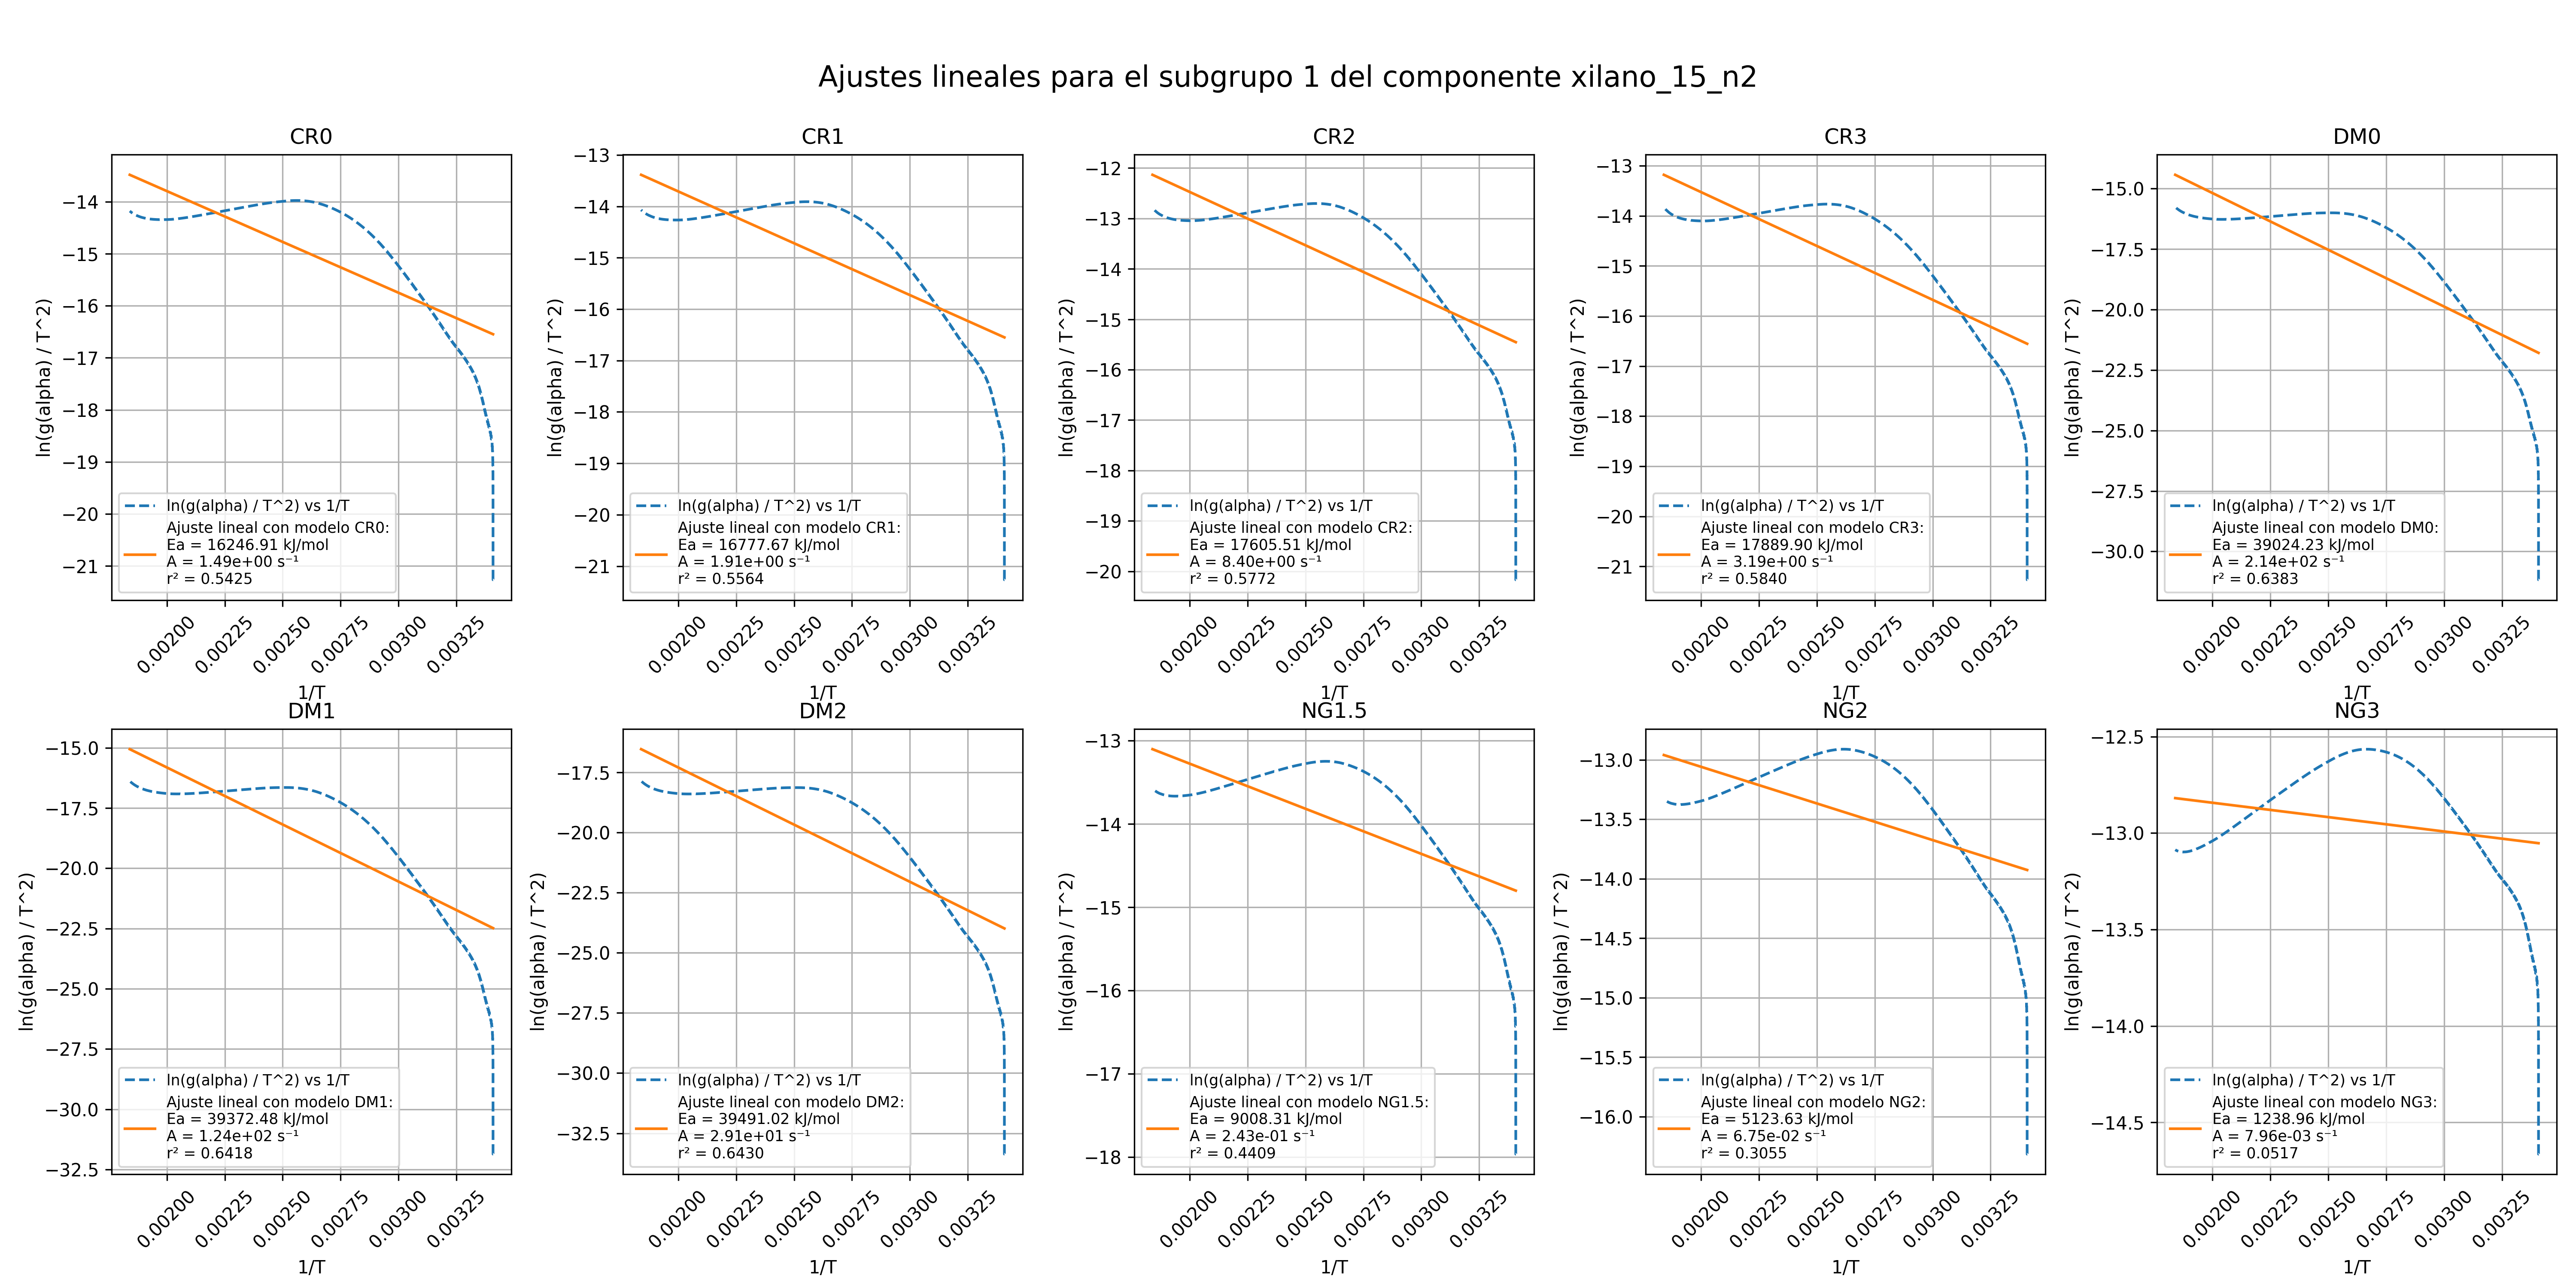 Ajustes lineales para el subgrupo 1 del componente xilano_15_n2
CR0
ln(g(alpha) / T^2)
−14
−15
−16
−17
−18
−19
−20
−21
ln(g(alpha) / T^2) vs 1/T
Ajuste lineal con modelo CR0:
Ea = 16246.91 kJ/mol
A = 1.49e+00 s⁻¹
r² = 0.5425
0.00200
0.00225
0.00250
0.00275
0.00300
0.00325
1/T
CR1
ln(g(alpha) / T^2)
−13
−14
−15
−16
−17
−18
−19
−20
−21
ln(g(alpha) / T^2) vs 1/T
Ajuste lineal con modelo CR1:
Ea = 16777.67 kJ/mol
A = 1.91e+00 s⁻¹
r² = 0.5564
0.00200
0.00225
0.00250
0.00275
0.00300
0.00325
1/T
CR2
ln(g(alpha) / T^2)
−12
−13
−14
−15
−16
−17
−18
−19
−20
ln(g(alpha) / T^2) vs 1/T
Ajuste lineal con modelo CR2:
Ea = 17605.51 kJ/mol
A = 8.40e+00 s⁻¹
r² = 0.5772
0.00200
0.00225
0.00250
0.00275
0.00300
0.00325
1/T
CR3
ln(g(alpha) / T^2)
−13
−14
−15
−16
−17
−18
−19
−20
−21
ln(g(alpha) / T^2) vs 1/T
Ajuste lineal con modelo CR3:
Ea = 17889.90 kJ/mol
A = 3.19e+00 s⁻¹
r² = 0.5840
0.00200
0.00225
0.00250
0.00275
0.00300
0.00325
1/T
DM0
ln(g(alpha) / T^2)
−15.0
−17.5
−20.0
−22.5
−25.0
−27.5
−30.0
ln(g(alpha) / T^2) vs 1/T
Ajuste lineal con modelo DM0:
Ea = 39024.23 kJ/mol
A = 2.14e+02 s⁻¹
r² = 0.6383
0.00200
0.00225
0.00250
0.00275
0.00300
0.00325
1/T
DM1
ln(g(alpha) / T^2)
−15.0
−17.5
−20.0
−22.5
−25.0
−27.5
−30.0
−32.5
ln(g(alpha) / T^2) vs 1/T
Ajuste lineal con modelo DM1:
Ea = 39372.48 kJ/mol
A = 1.24e+02 s⁻¹
r² = 0.6418
0.00200
0.00225
0.00250
0.00275
0.00300
0.00325
1/T
DM2
ln(g(alpha) / T^2)
−17.5
−20.0
−22.5
−25.0
−27.5
−30.0
−32.5
ln(g(alpha) / T^2) vs 1/T
Ajuste lineal con modelo DM2:
Ea = 39491.02 kJ/mol
A = 2.91e+01 s⁻¹
r² = 0.6430
0.00200
0.00225
0.00250
0.00275
0.00300
0.00325
1/T
NG1.5
ln(g(alpha) / T^2)
−13
−14
−15
−16
−17
−18
ln(g(alpha) / T^2) vs 1/T
Ajuste lineal con modelo NG1.5:
Ea = 9008.31 kJ/mol
A = 2.43e-01 s⁻¹
r² = 0.4409
0.00200
0.00225
0.00250
0.00275
0.00300
0.00325
1/T
NG2
ln(g(alpha) / T^2)
−13.0
−13.5
−14.0
−14.5
−15.0
−15.5
−16.0
ln(g(alpha) / T^2) vs 1/T
Ajuste lineal con modelo NG2:
Ea = 5123.63 kJ/mol
A = 6.75e-02 s⁻¹
r² = 0.3055
0.00200
0.00225
0.00250
0.00275
0.00300
0.00325
1/T
NG3
ln(g(alpha) / T^2)
−12.5
−13.0
−13.5
−14.0
−14.5
ln(g(alpha) / T^2) vs 1/T
Ajuste lineal con modelo NG3:
Ea = 1238.96 kJ/mol
A = 7.96e-03 s⁻¹
r² = 0.0517
0.00200
0.00225
0.00250
0.00275
0.00300
0.00325
1/T